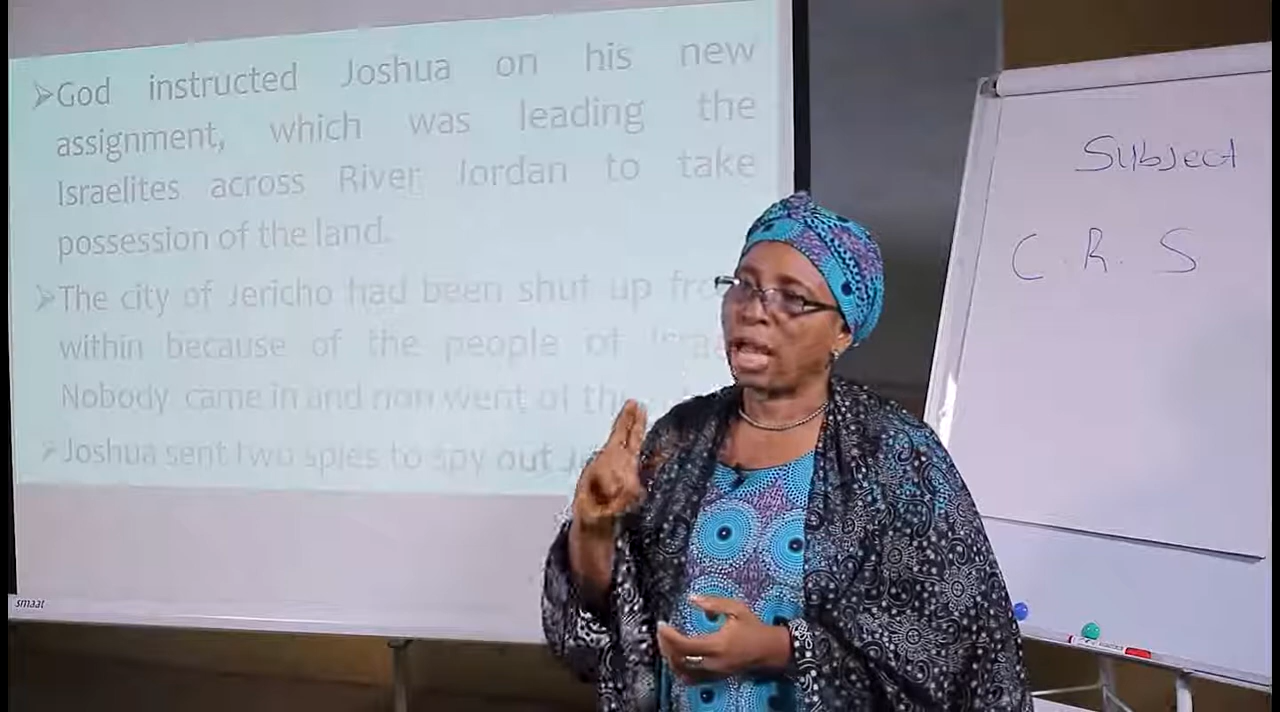 ➢God instructed Joshua on his new
assignment, which was leading the
Israelites across River Jordan to take
possession of the land.
➢The city of Jericho had been shut up
within because of the people of
Nobody came in and non went of
➢Joshua sent two spies to spy out
smaat
Subject
C.R.S